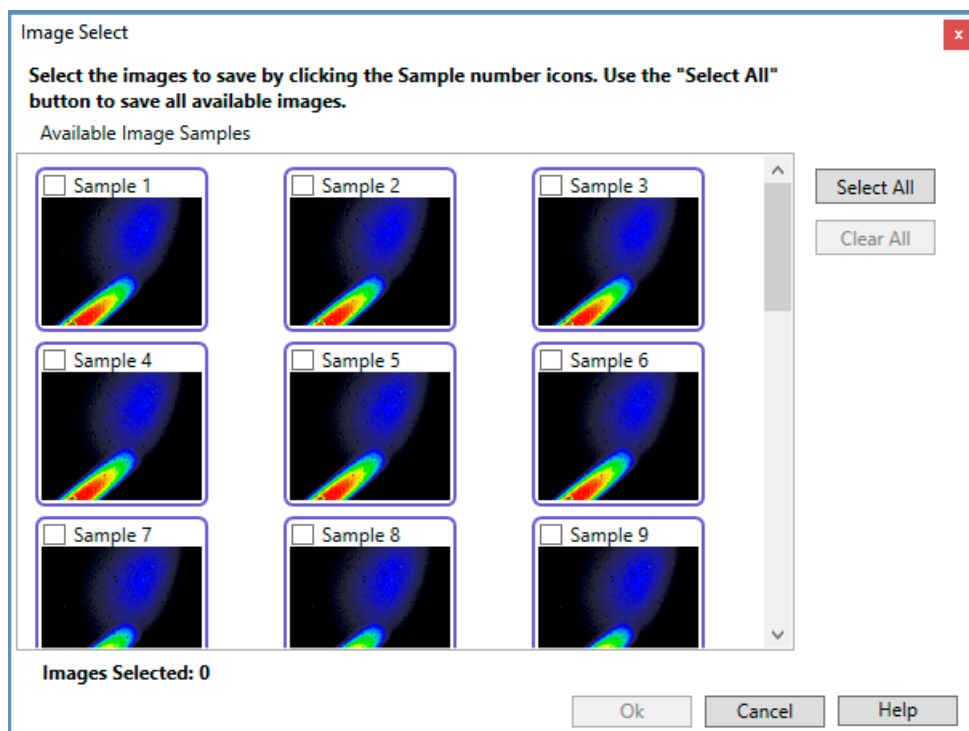 Image Select
x
Select the images to save by clicking the Sample number icons. Use the "Select All"
button to save all available images.
Available Image Samples
Sample 1
Sample 2
Sample 3
Select All
Clear All
Sample 4
Sample 5
Sample 6
Sample 7
Sample 8
Sample 9
Images Selected: 0
Ok
Cancel
Help